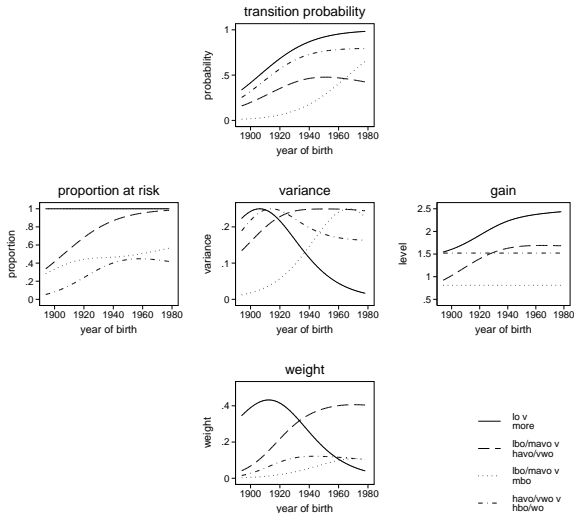 transition probability
1
.5
0
probability
1900 1920 1940 1960 1980
year of birth
proportion at risk
1
.8
.6
.4
.2
0
proportion
1900 1920 1940 1960 1980
year of birth
variance
.2
.1
0
variance
1900 1920 1940 1960 1980
year of birth
gain
2.5
2
1.5
1
.5
level
1900 1920 1940 1960 1980
year of birth
weight
.4
.2
0
weight
1900 1920 1940 1960 1980
year of birth
lo v
more
lbo/mavo v
havo/vwo
lbo/mavo v
mbo
havo/vwo v
hbo/wo